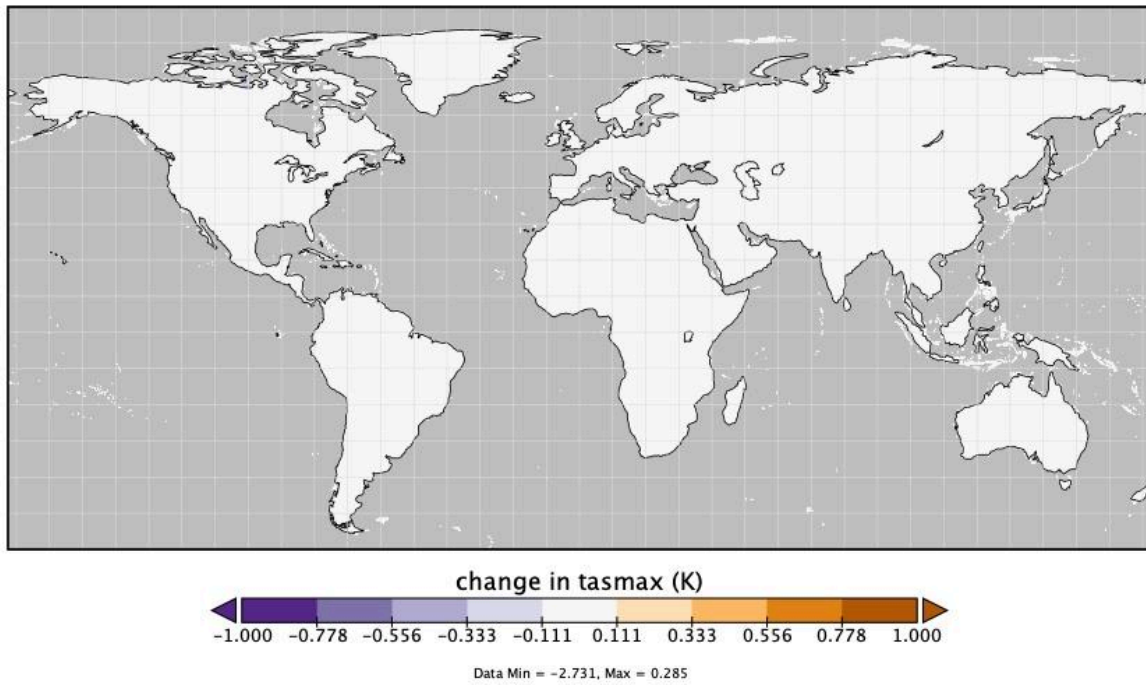 change in tasmax (K)
−1.000 −0.778 −0.556 −0.333 −0.111 0.111 0.333 0.556 0.778 1.000
Data Min = −2.731, Max = 0.285